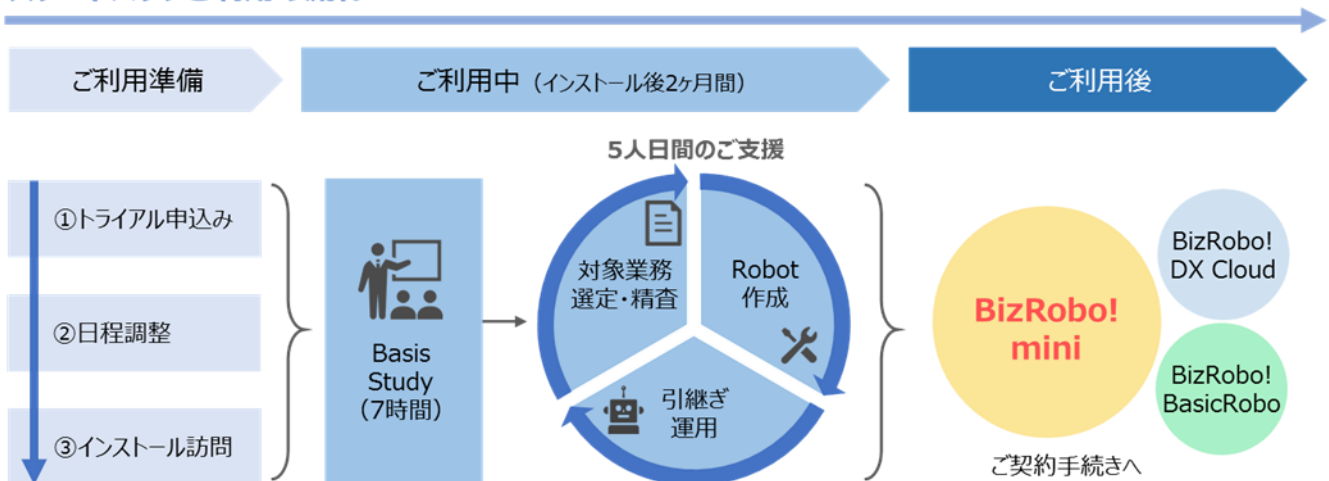 ご利用準備
ご利用中（インストール後2ヶ月間）
ご利用後
5人日間のご支援
①トライアル申込み
②日程調整
③インストール訪問
Basis
Study
（7時間）
対象業務
選定・精査
Robot
作成
引継ぎ
運用
BizRobo!
mini
BizRobo!
DX Cloud
BizRobo!
BasicRobo
ご契約手続きへ